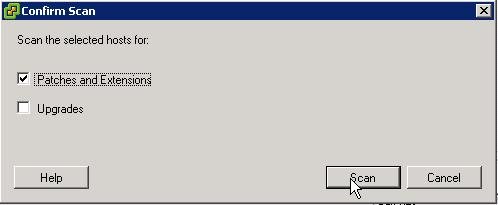 Confirm Scan
Scan the selected hosts for:
Patches and Extensions
Upgrades
Help
Scan
Cancel